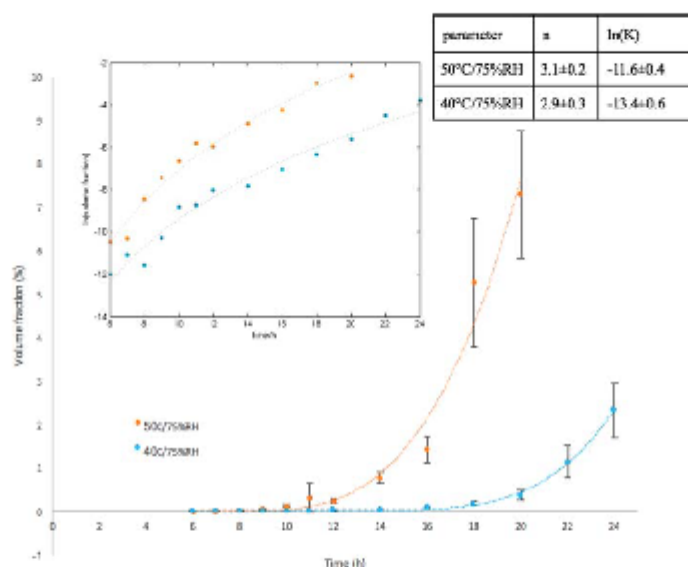 parameter n ln(K)
50°C/75%RH 3.1±0.2 -11.6±0.4
40°C/75%RH 2.9±0.3 -13.4±0.6
10
9
8
7
6
5
4
3
2
1
0
-1
Volume fraction (%)
-2
-4
-6
-8
-10
-12
-14
6 8 10 12 14 16 18 20 22 24
time/h
50C/75%RH
40C/75%RH
0 2 4 6 8 10 12 14 16 18 20 22 24
Time (h)